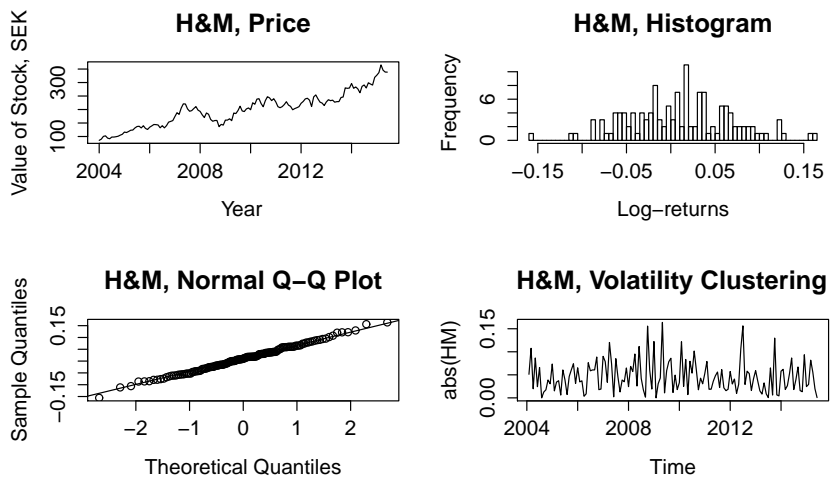 H&M, Price
Value of Stock, SEK
300
100
2004
2008
2012
Year
H&M, Histogram
Frequency
6
0
−0.15
−0.05
0.05
0.15
Log−returns
H&M, Normal Q−Q Plot
Sample Quantiles
0.15
−0.15
−2
−1
0
1
2
Theoretical Quantiles
H&M, Volatility Clustering
abs(HM)
0.15
0.00
2004
2008
2012
Time